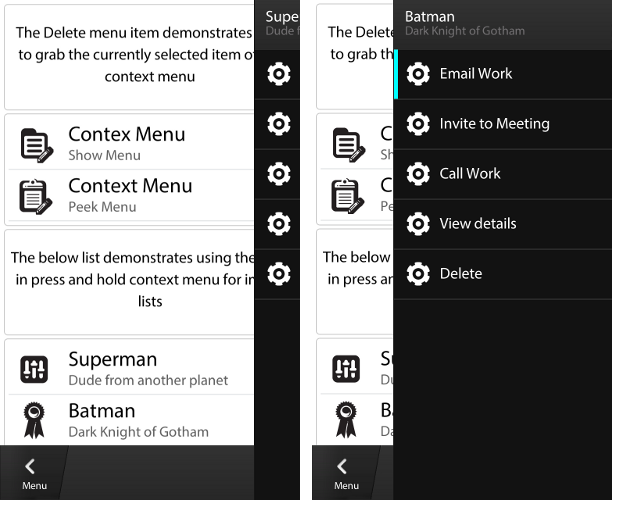 The Delete menu item demonstrates
to grab the currently selected item o
context menu
Contex Menu
Show Menu
Context Menu
Peek Menu
The below list demonstrates using the
in press and hold context menu for in
lists
Superman
Dude from another planet
Batman
Dark Knight of Gotham
Menu
Supe
Dude f
The Delete
to grab th
C
Sh
C
Pe
The below
in press an
Su
Du
Ba
Da
Menu
Batman
Dark Knight of Gotham
Email Work
Invite to Meeting
Call Work
View details
Delete